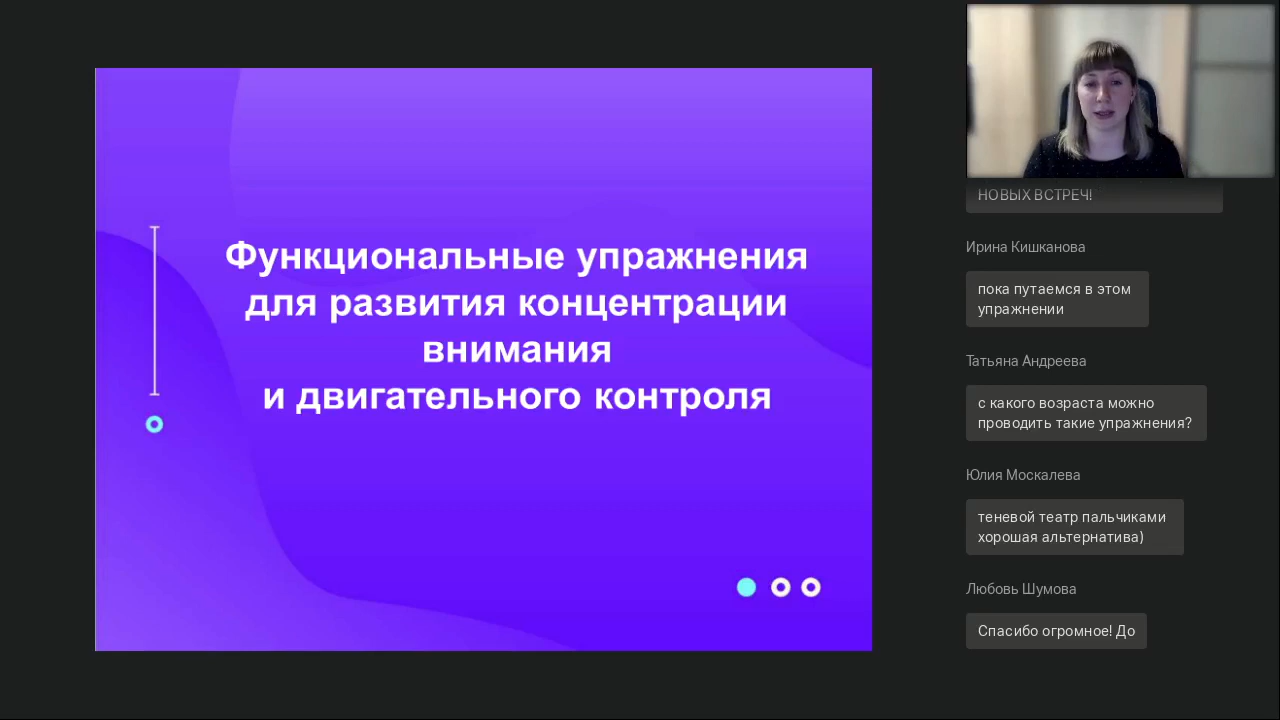 Функциональные упражнения
для развития концентрации
внимания
и двигательного контроля
НОВЫХ ВСТРЕЧ!
Ирина Кишканова
пока путаемся в этом
упражнении
Татьяна Андреева
с какого возраста можно
проводить такие упражнения?
Юлия Москалева
теневой театр пальчиками
хорошая альтернатива)
Любовь Шумова
Спасибо огромное! До